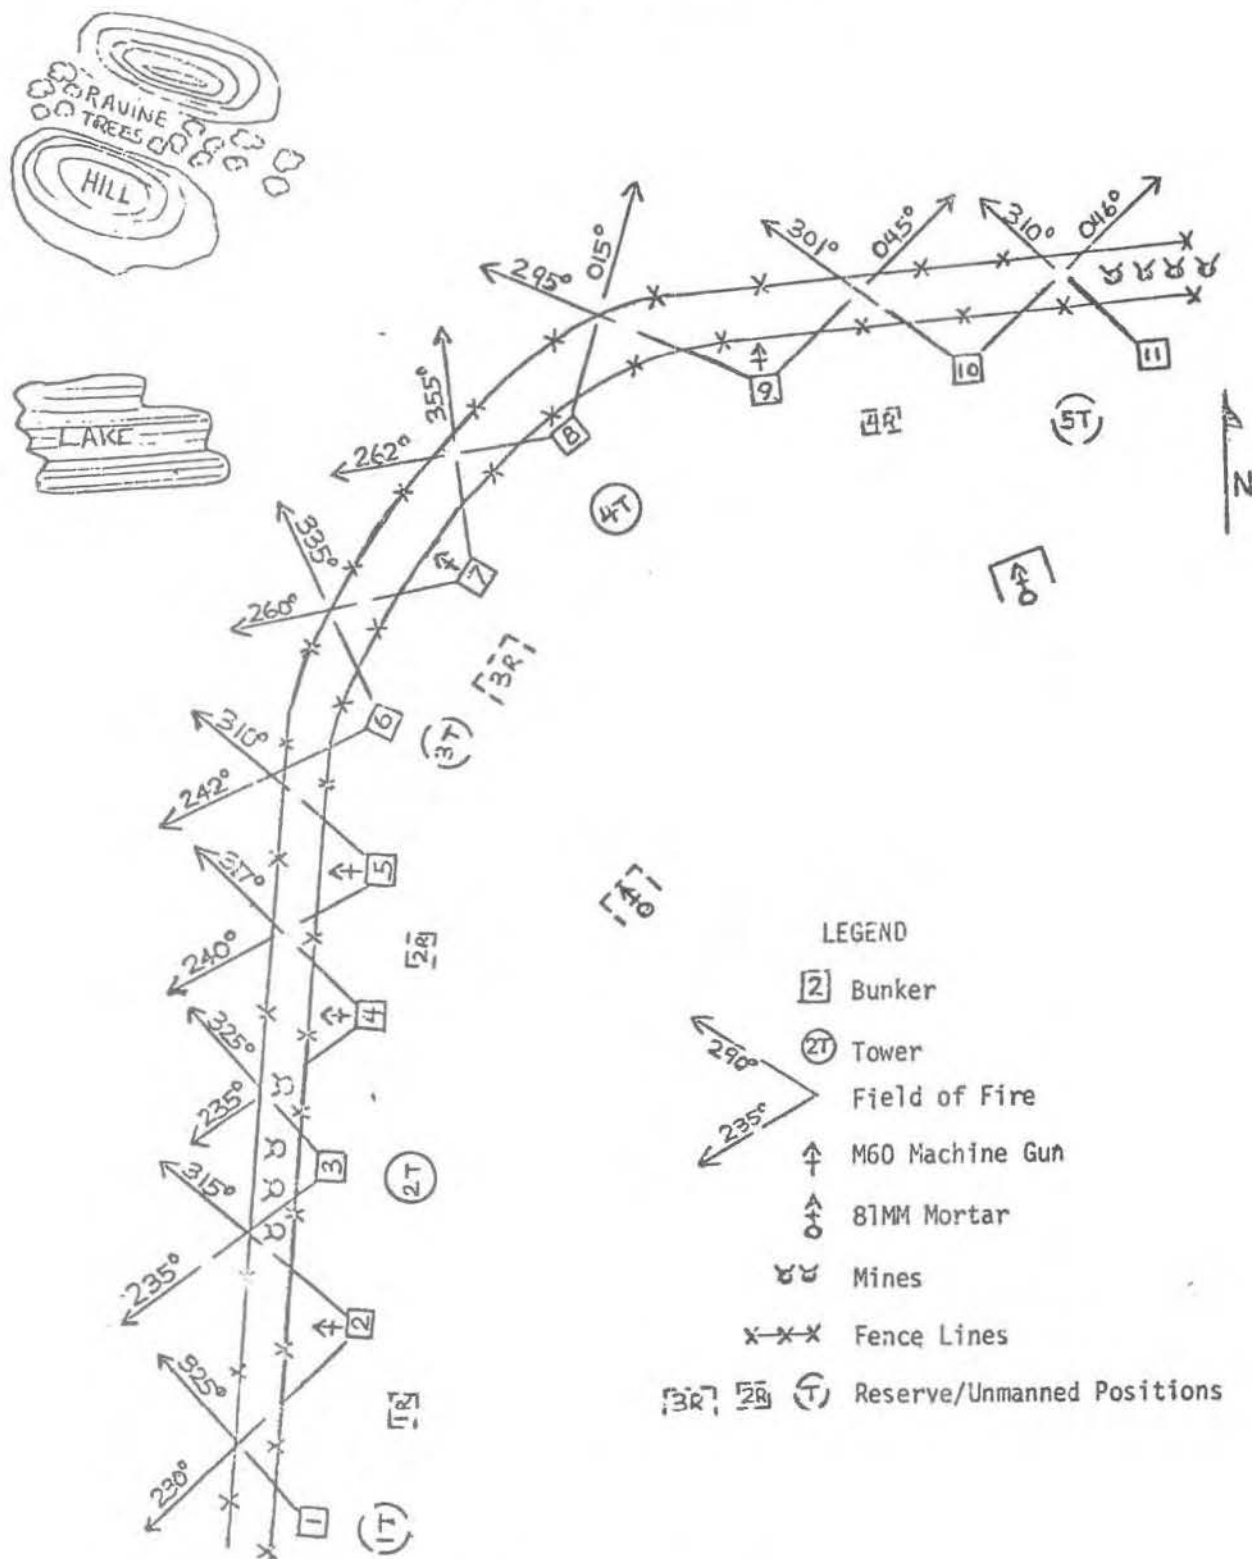 RAVINE
TREES
HILL
LAKE
015°
295°
301°
045°
310°
046°
355°
262°
8
9
10
11
4R
5T
4T
N
335°
260°
7
3R
6
3T
310°
242°
5
317°
240°
2R
4
325°
235°
3
2T
315°
235°
2
325°
230°
1R
1
1T
LEGEND
2 Bunker
2T Tower
290°
235°
Field of Fire
M60 Machine Gun
81MM Mortar
Mines
X-X-X Fence Lines
3R 2R T Reserve/Unmanned Positions